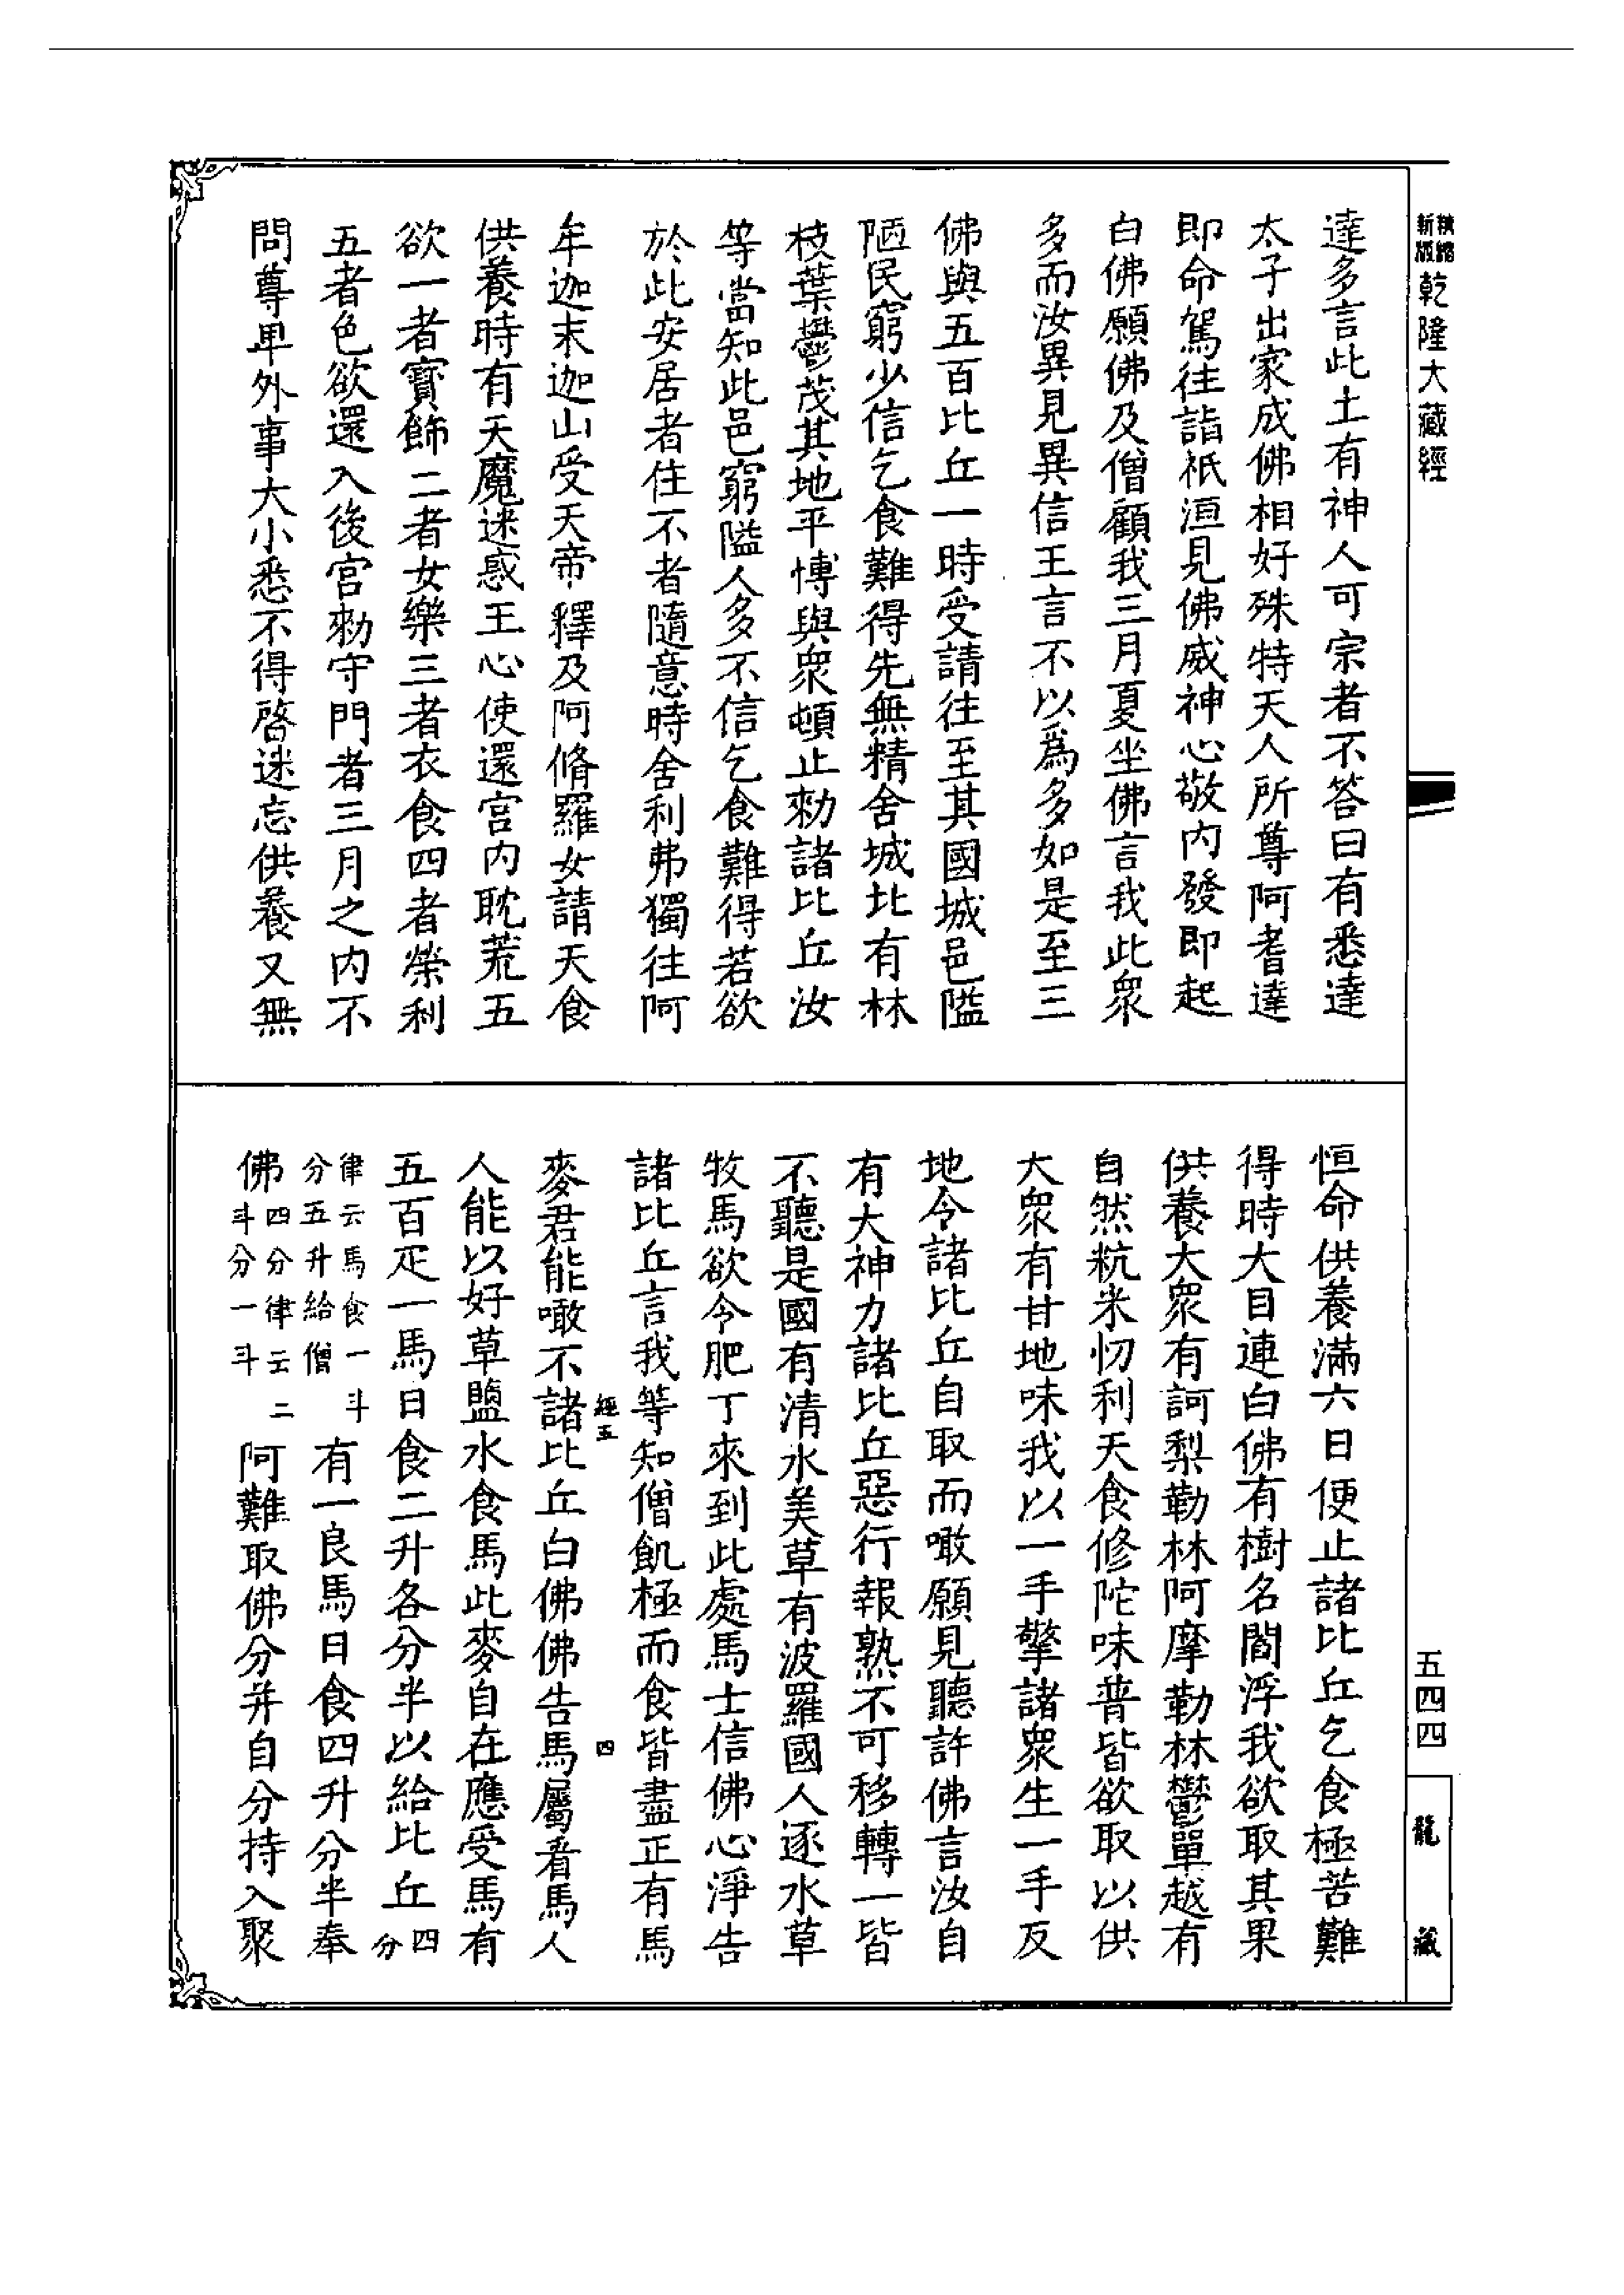 精縮新版乾隆大藏經
達多言此土有神人可宗者不答曰有悉達
太子出家成佛相好殊特天人所尊阿耆達
即命駕往詣祇洹見佛威神心敬內發即起
白佛願佛及僧顧我三月夏坐佛言我此眾
多而汝異見異信王言不以為多如是至三
佛與五百比丘一時受請往至其國城邑隘
陋民窮少信乞食難得先無精舍城北有林
枝葉鬱茂其地平博與眾頓止勑諸比丘汝
等當知此邑窮隘人多不信乞食難得若欲
於此安居者住不者隨意時舍利弗獨往阿
牟迦末迦山受天帝釋及阿脩羅女請天食
供養時有天魔迷惑王心使還宮內耽荒五
欲一者寶飾二者女樂三者衣食四者榮利
五者色欲還入後宮勑守門者三月之內不
問尊卑外事大小悉不得啓迷忘供養又無
恒命供養滿六日便止諸比丘乞食極苦難
得時大目連白佛有樹名閻浮我欲取其果
供養大眾有訶梨勒林阿摩勒林鬱單越有
自然粇米忉利天食修陀味普皆欲取以供
大眾有甘地味我以一手擎諸眾生一手反
地令諸比丘自取而噉願見聽許佛言汝自
有大神力諸比丘惡行報熟不可移轉一皆
不聽是國有清水美草有波羅國人逐水草
牧馬欲令肥丁來到此處馬士信佛心淨告
諸比丘言我等知僧飢極而食皆盡正有馬
經五 四
麥君能噉不諸比丘白佛佛告馬屬看馬人
人能以好草鹽水食馬此麥自在應受馬有
五百疋一馬日食二升各分半以給比丘四分
律云馬食一斗分五升給僧有一良馬日食四升分半奉
佛四分律云二斗分一斗阿難取佛分并自分持入聚
五四四
龍藏